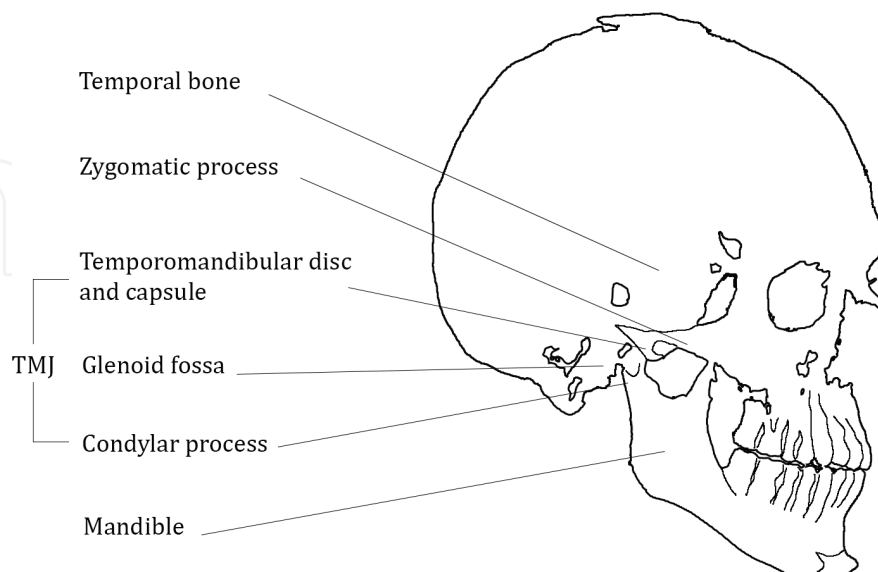 Temporal bone
Zygomatic process
Temporomandibular disc
and capsule
TMJ
Glenoid fossa
Condylar process
Mandible